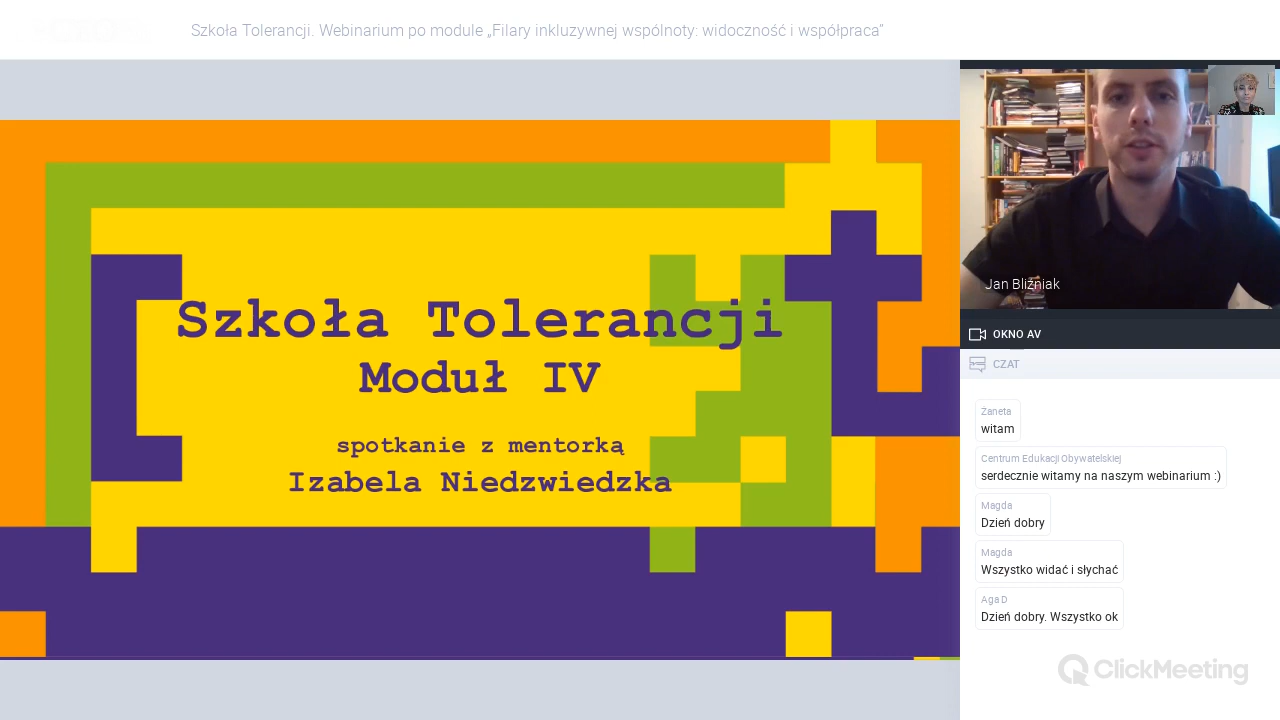 Szkoła Tolerancji. Webinarium po module „Filary inkluzywnej wspólnoty: widoczność i współpraca”
Szkoła Tolerancji
Moduł IV
spotkanie z mentorką
Izabela Niedzwiedzka
Jan Bliźniak
OKNO AV
CZAT
Żaneta
witam
Centrum Edukacji Obywatelskiej
serdecznie witamy na naszym webinarium :)
Magda
Dzień dobry
Magda
Wszystko widać i słychać
Aga D
Dzień dobry. Wszystko ok
ClickMeeting